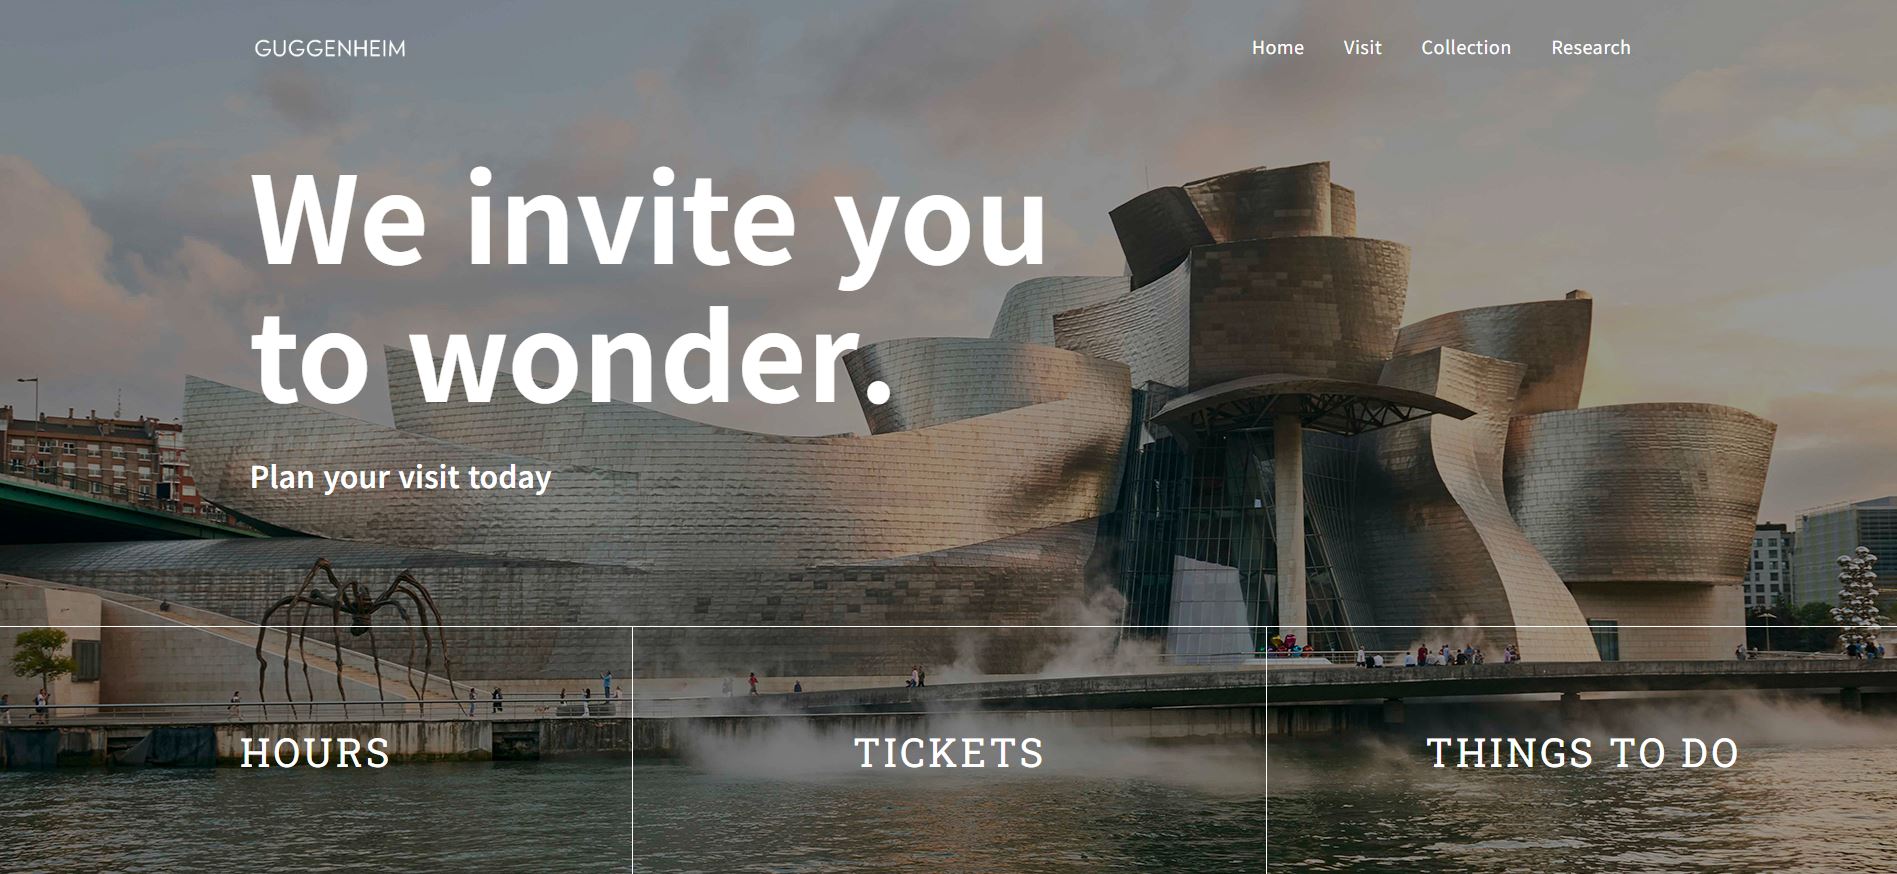 GUGGENHEIM
Home Visit Collection Research
We invite you
to wonder.
Plan your visit today
HOURS
TICKETS
THINGS TO DO